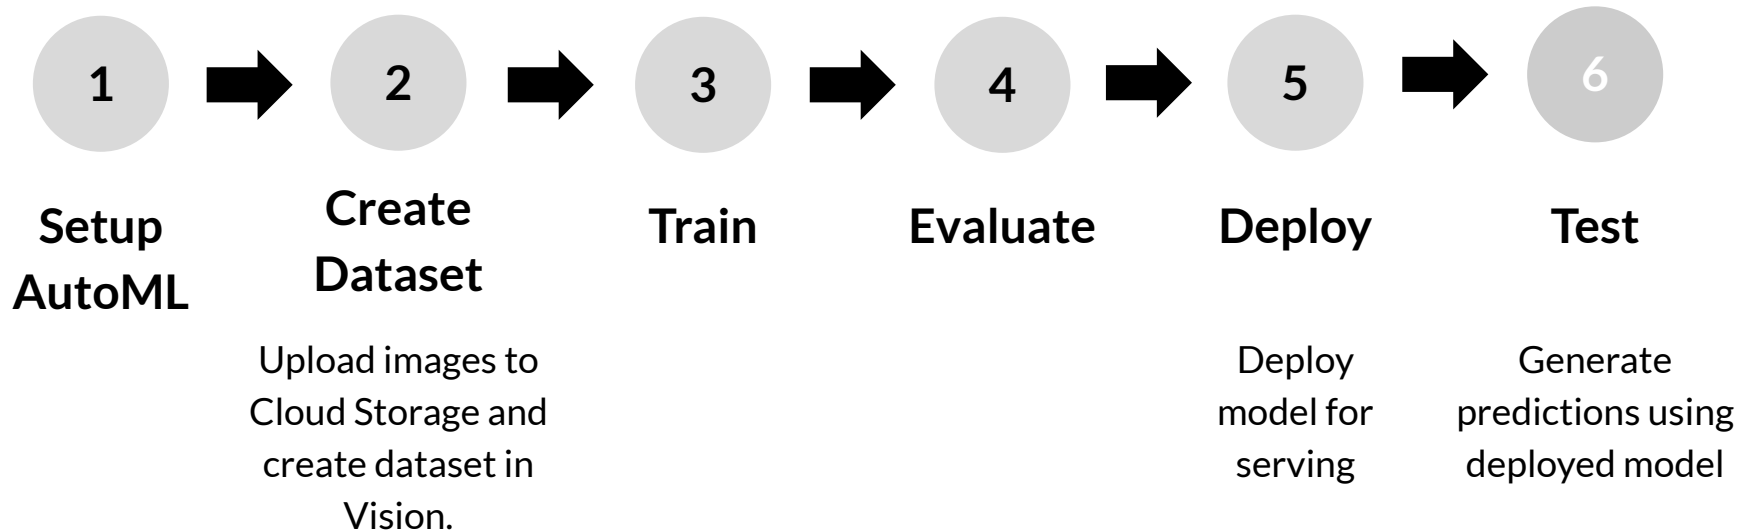 1
2
3
4
5
6
Setup
AutoML
Create
Dataset
Train
Evaluate
Deploy
Test
Upload images to
Cloud Storage and
create dataset in
Vision.
Deploy
model for
serving
Generate
predictions using
deployed model